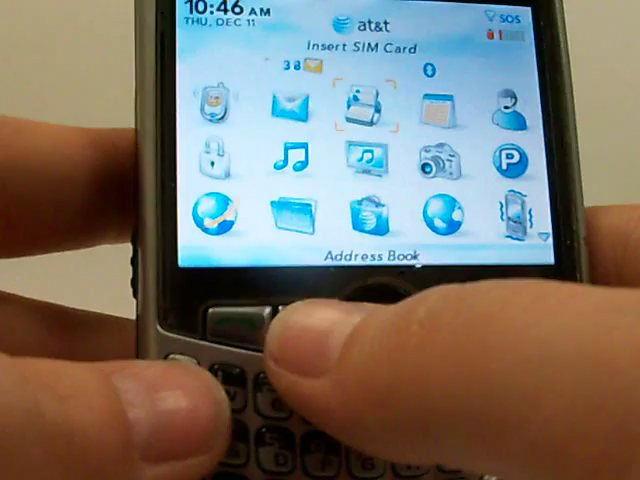 10:46 AM
THU, DEC 11
at&t
SOS
Insert SIM Card
38
P
Address Book